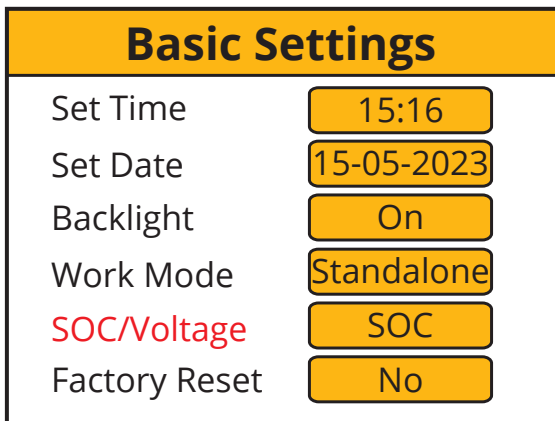 Basic Settings
Set Time 15:16
Set Date 15-05-2023
Backlight On
Work Mode Standalone
SOC/Voltage SOC
Factory Reset No